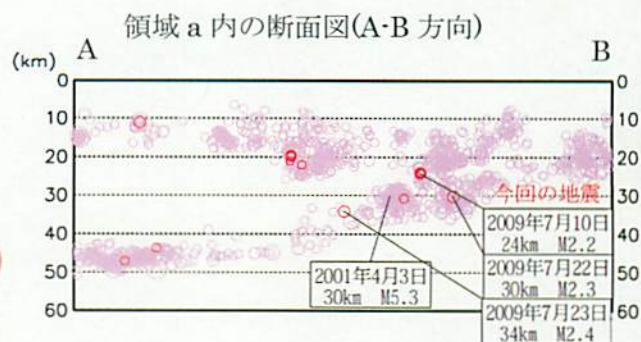 領域 a 内の断面図(A-B 方向)
A
B
(km)
0
10
20
30
40
50
60
0
10
20
30
40
50
60
今回の地震
2009年7月10日
24km M2.2
2009年7月22日
30km M2.3
2001年4月3日
30km M5.3
2009年7月23日
34km M2.4